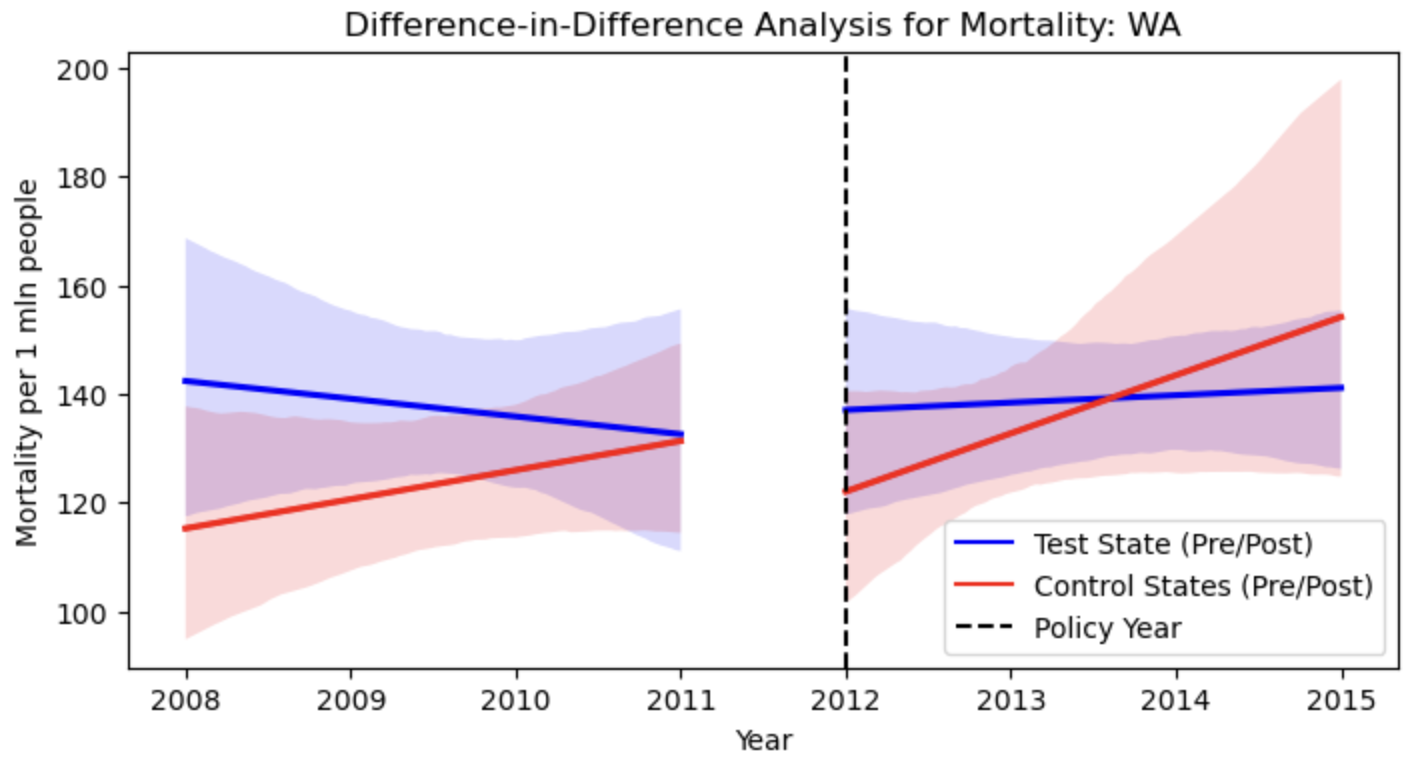 Difference-in-Difference Analysis for Mortality: WA
Mortality per 1 mln people
200
180
160
140
120
100
Test State (Pre/Post)
Control States (Pre/Post)
Policy Year
2008 2009 2010 2011 2012 2013 2014 2015
Year